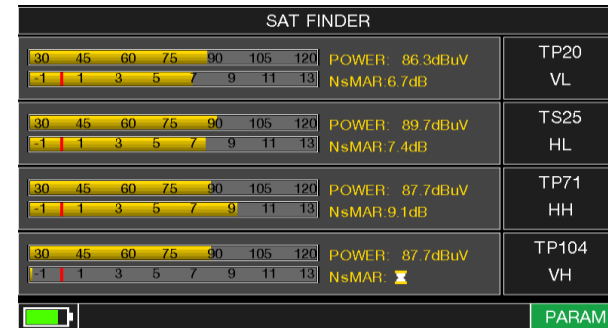 SAT FINDER
30 45 60 75 90 105 120 POWER: 86.3dBuV TP20
-1 1 3 5 7 9 11 13 NsMAR:6.7dB VL
30 45 60 75 90 105 120 POWER: 89.7dBuV TS25
-1 1 3 5 7 9 11 13 NsMAR:7.4dB HL
30 45 60 75 90 105 120 POWER: 87.7dBuV TP71
-1 1 3 5 7 9 11 13 NsMAR:9.1dB HH
30 45 60 75 90 105 120 POWER: 87.7dBuV TP104
-1 1 3 5 7 9 11 13 NsMAR: VH
PARAM